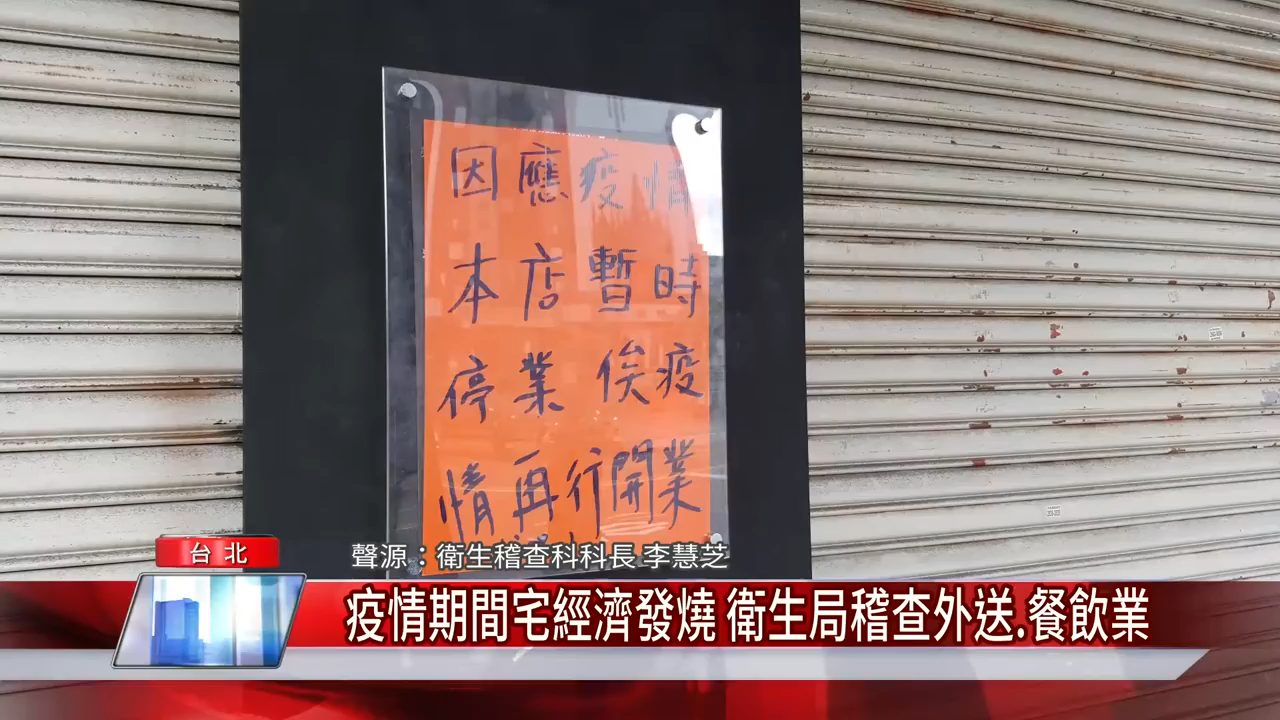 因應疫情
本店暫時
停業 俟疫
情再行開業
台北
聲源：衛生稽查科科長 李慧芝
疫情期間宅經濟發燒 衛生局稽查外送.餐飲業